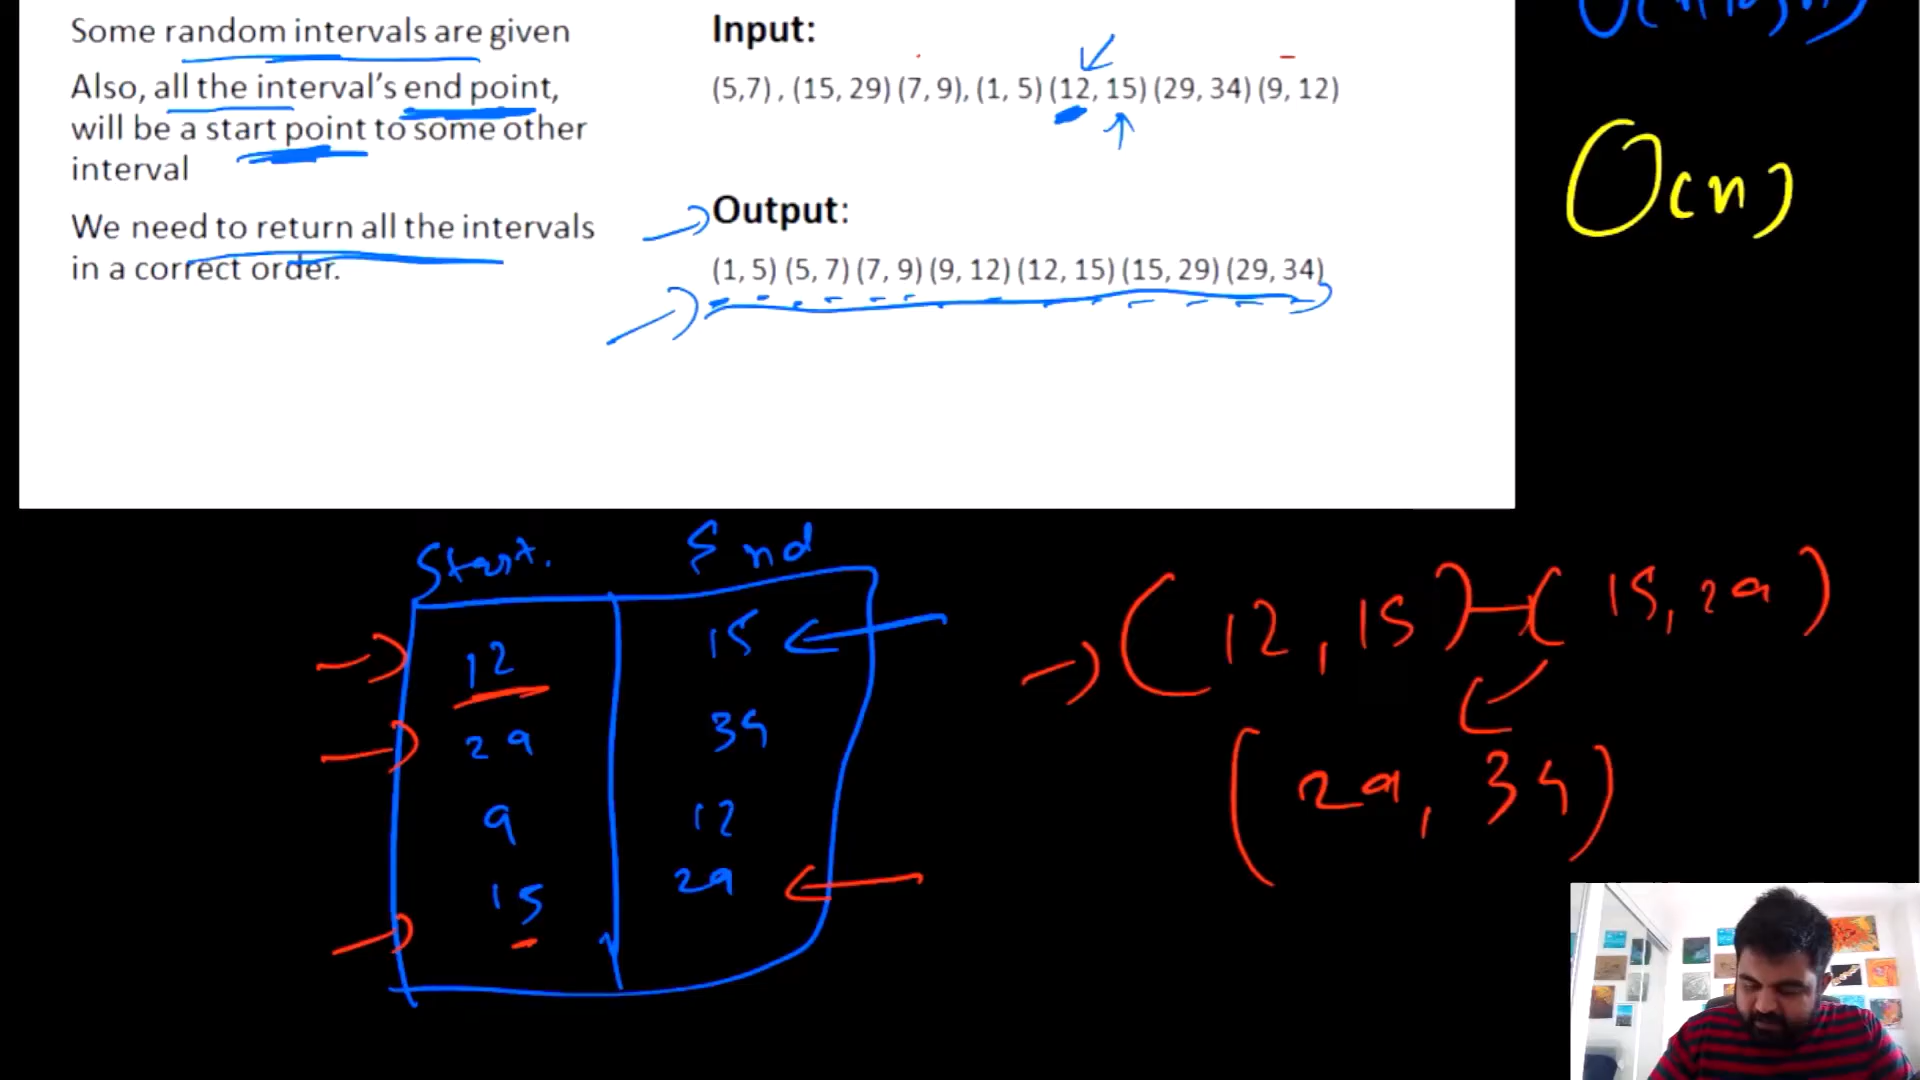 Some random intervals are given
Also, all the interval's end point,
will be a start point to some other
interval
We need to return all the intervals
in a correct order.
Input:
(5,7) , (15, 29) (7, 9), (1, 5) (12, 15) (29, 34) (9, 12)
Output:
(1, 5) (5, 7) (7, 9) (9, 12) (12, 15) (15, 29) (29, 34)
O(n)
Start. End
12 15
29 34
9 12
15 29
(12, 15) (15, 29)
(29, 34)